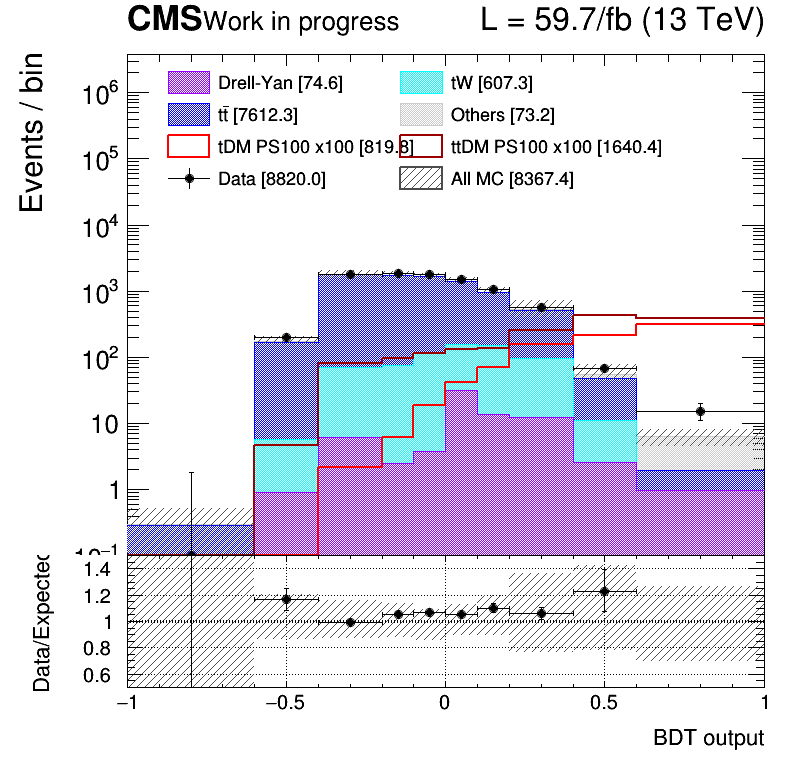 CMS Work in progress L = 59.7/fb (13 TeV)
Events / bin
Drell-Yan [74.6] tW [607.3]
tt̄ [7612.3] Others [73.2]
tDM PS100 x100 [819.8] ttDM PS100 x100 [1640.4]
Data [8820.0] All MC [8367.4]
10⁶
10⁵
10⁴
10³
10²
10
1
10⁻¹
Data/Expected
1.4
1.2
1
0.8
0.6
−1 −0.5 0 0.5 1
BDT output